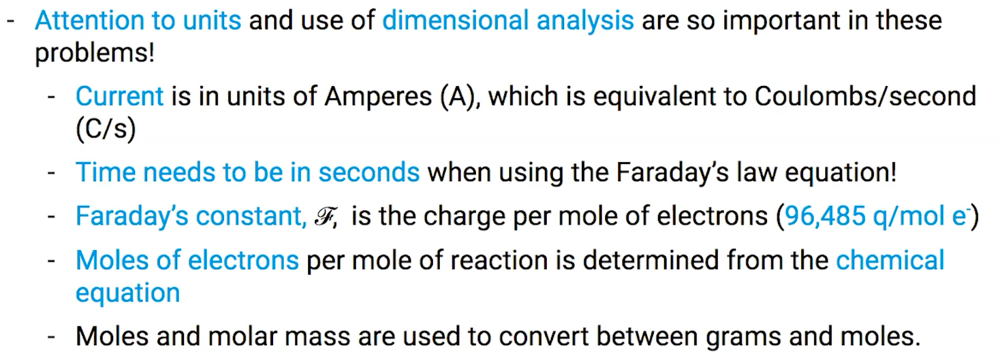 - Attention to units and use of dimensional analysis are so important in these
problems!
- Current is in units of Amperes (A), which is equivalent to Coulombs/second
(C/s)
- Time needs to be in seconds when using the Faraday's law equation!
- Faraday's constant, ℱ, is the charge per mole of electrons (96,485 q/mol e⁻)
- Moles of electrons per mole of reaction is determined from the chemical
equation
- Moles and molar mass are used to convert between grams and moles.